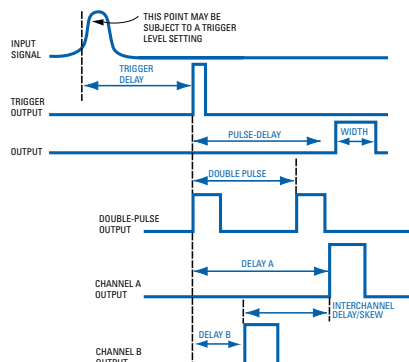 THIS POINT MAY BE
SUBJECT TO A TRIGGER
LEVEL SETTING
INPUT
SIGNAL
TRIGGER
DELAY
TRIGGER
OUTPUT
PULSE-DELAY
WIDTH
OUTPUT
DOUBLE PULSE
DOUBLE-PULSE
OUTPUT
DELAY A
CHANNEL A
OUTPUT
INTERCHANNEL
DELAY/SKEW
DELAY B
CHANNEL B
OUTPUT